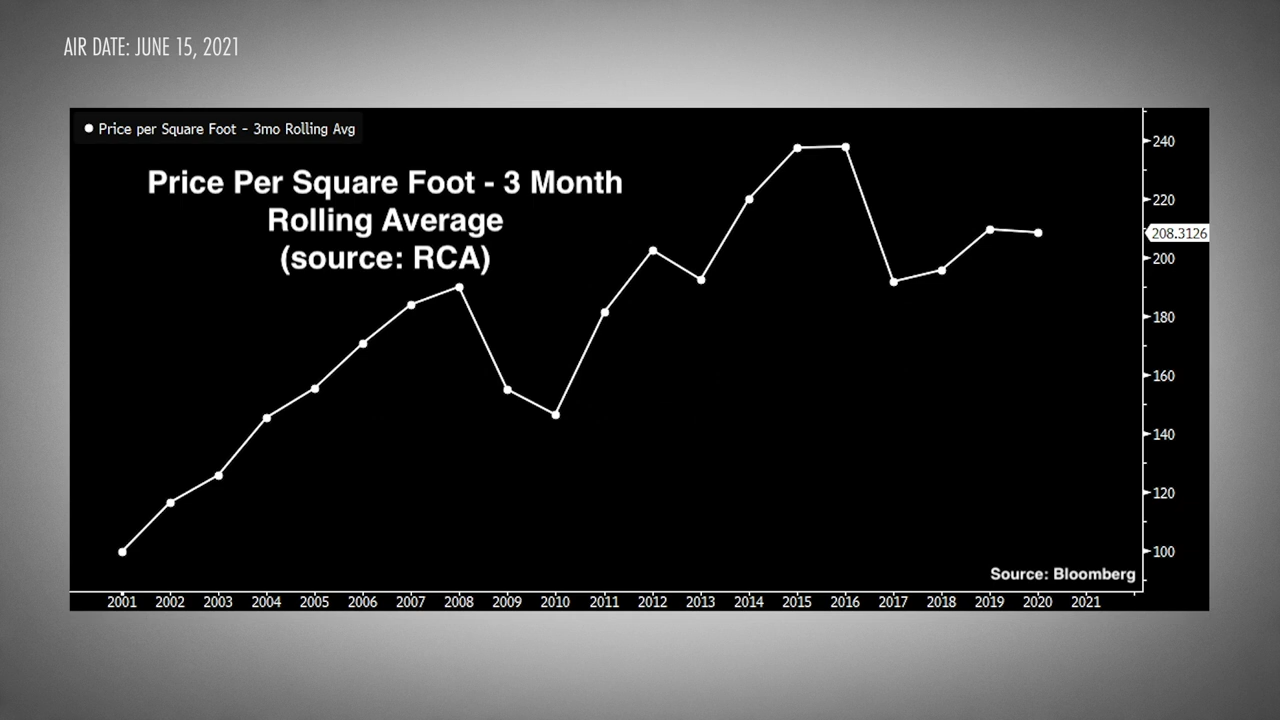 AIR DATE: JUNE 15, 2021
Price per Square Foot - 3mo Rolling Avg
Price Per Square Foot - 3 Month
Rolling Average
(source: RCA)
240
220
208.3126
200
180
160
140
120
100
Source: Bloomberg
2001 2002 2003 2004 2005 2006 2007 2008 2009 2010 2011 2012 2013 2014 2015 2016 2017 2018 2019 2020 2021